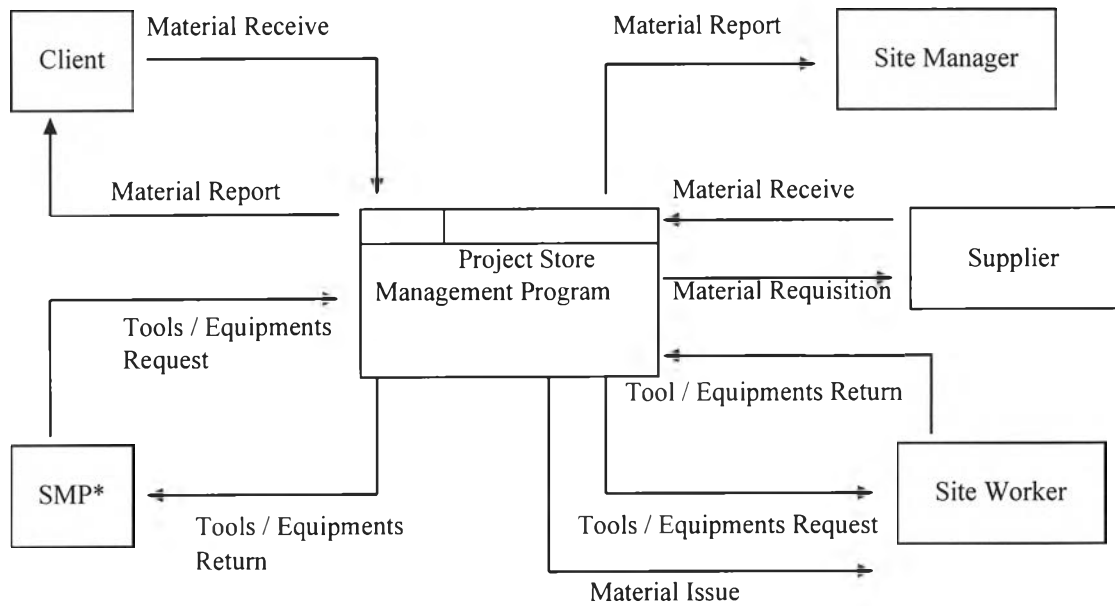 Material Receive
Client
Material Report
Site Manager
Material Report
Material Receive
Supplier
Project Store
Management Program
Material Requisition
Tools / Equipments
Request
Tool / Equipments Return
SMP*
Site Worker
Tools / Equipments
Return
Tools / Equipments Request
Material Issue